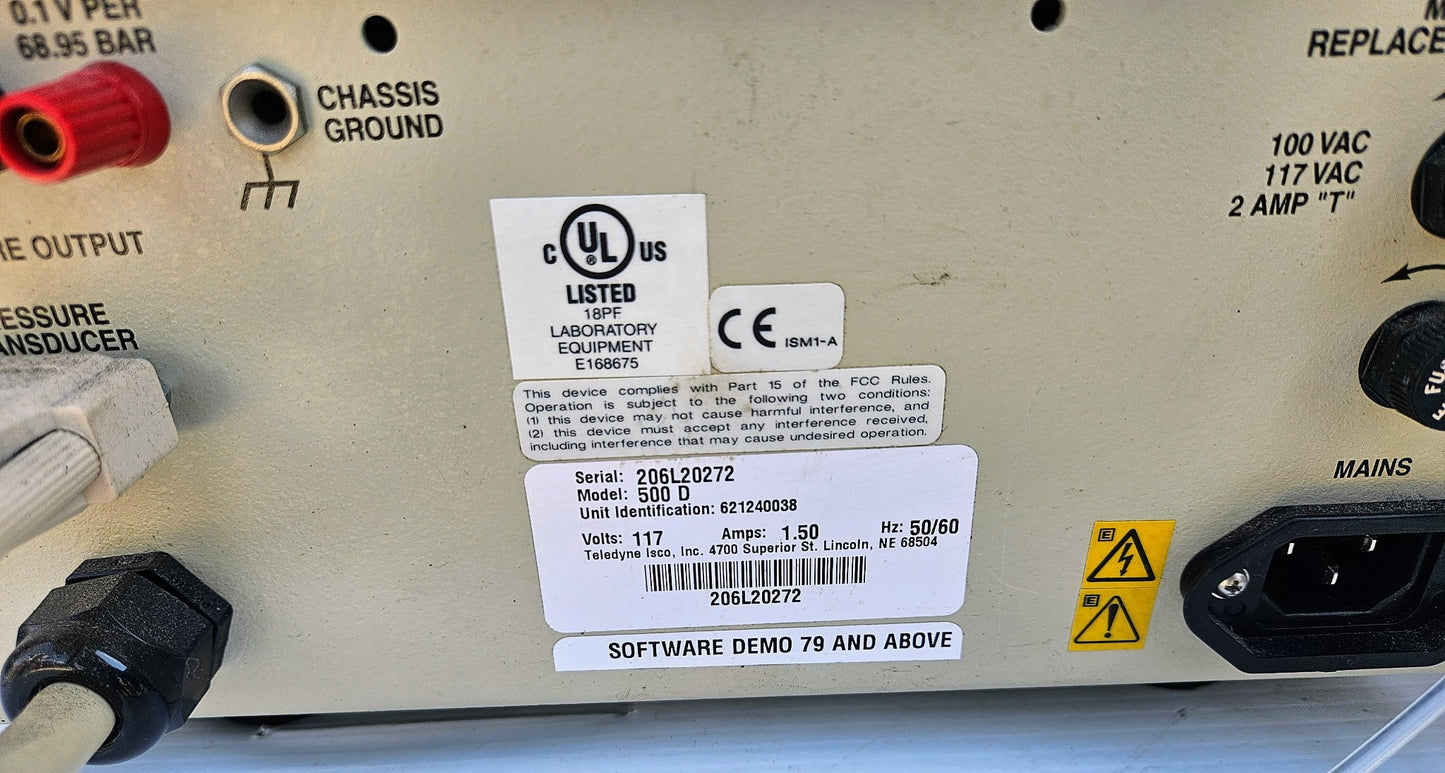 0.1 V PER
68.95 BAR
CHASSIS
GROUND
OUTPUT
REPLACE
100 VAC
117 VAC
2 AMP "T"
C UL US
®
LISTED
18PF
LABORATORY
EQUIPMENT
E168675
CE ISM1-A
This device complies with Part 15 of the FCC Rules.
Operation is subject to the following two conditions:
(1) this device may not cause harmful interference, and
(2) this device must accept any interference received,
including interference that may cause undesired operation.
Serial: 206L20272
Model: 500 D
Unit Identification: 621240038
Volts: 117 Amps: 1.50 Hz: 50/60
Teledyne Isco, Inc. 4700 Superior St. Lincoln, NE 68504
206L20272
SOFTWARE DEMO 79 AND ABOVE
MAINS
E
E